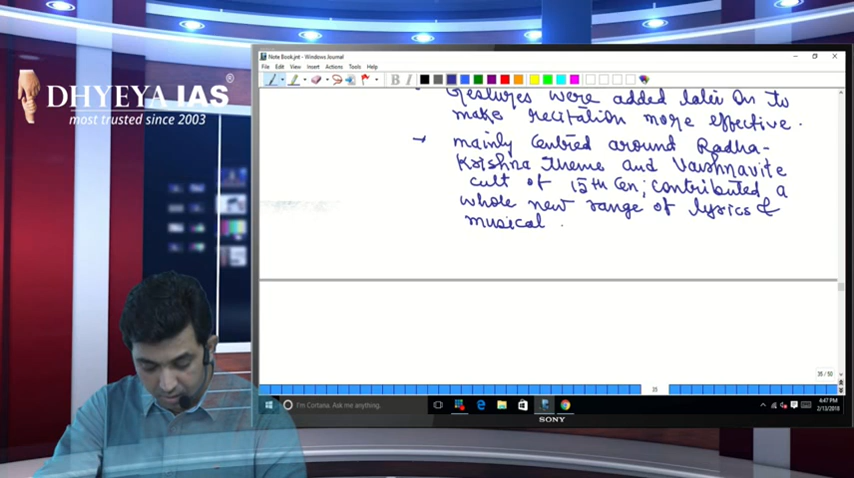 DHYEYA IAS®
most trusted since 2003
Note Book.jnt - Windows Journal
File Edit View Insert Actions Tools Help
B I
Gestures were added later on to
make recitation more effective.
→ mainly Centred around Radha-
Krishna theme and Vaishnavite
cult of 15th Cen; contributed a
whole new range of lyrics &
musical .
35 / 50
35
I'm Cortana. Ask me anything.
4:47 PM
2/13/2018
SONY